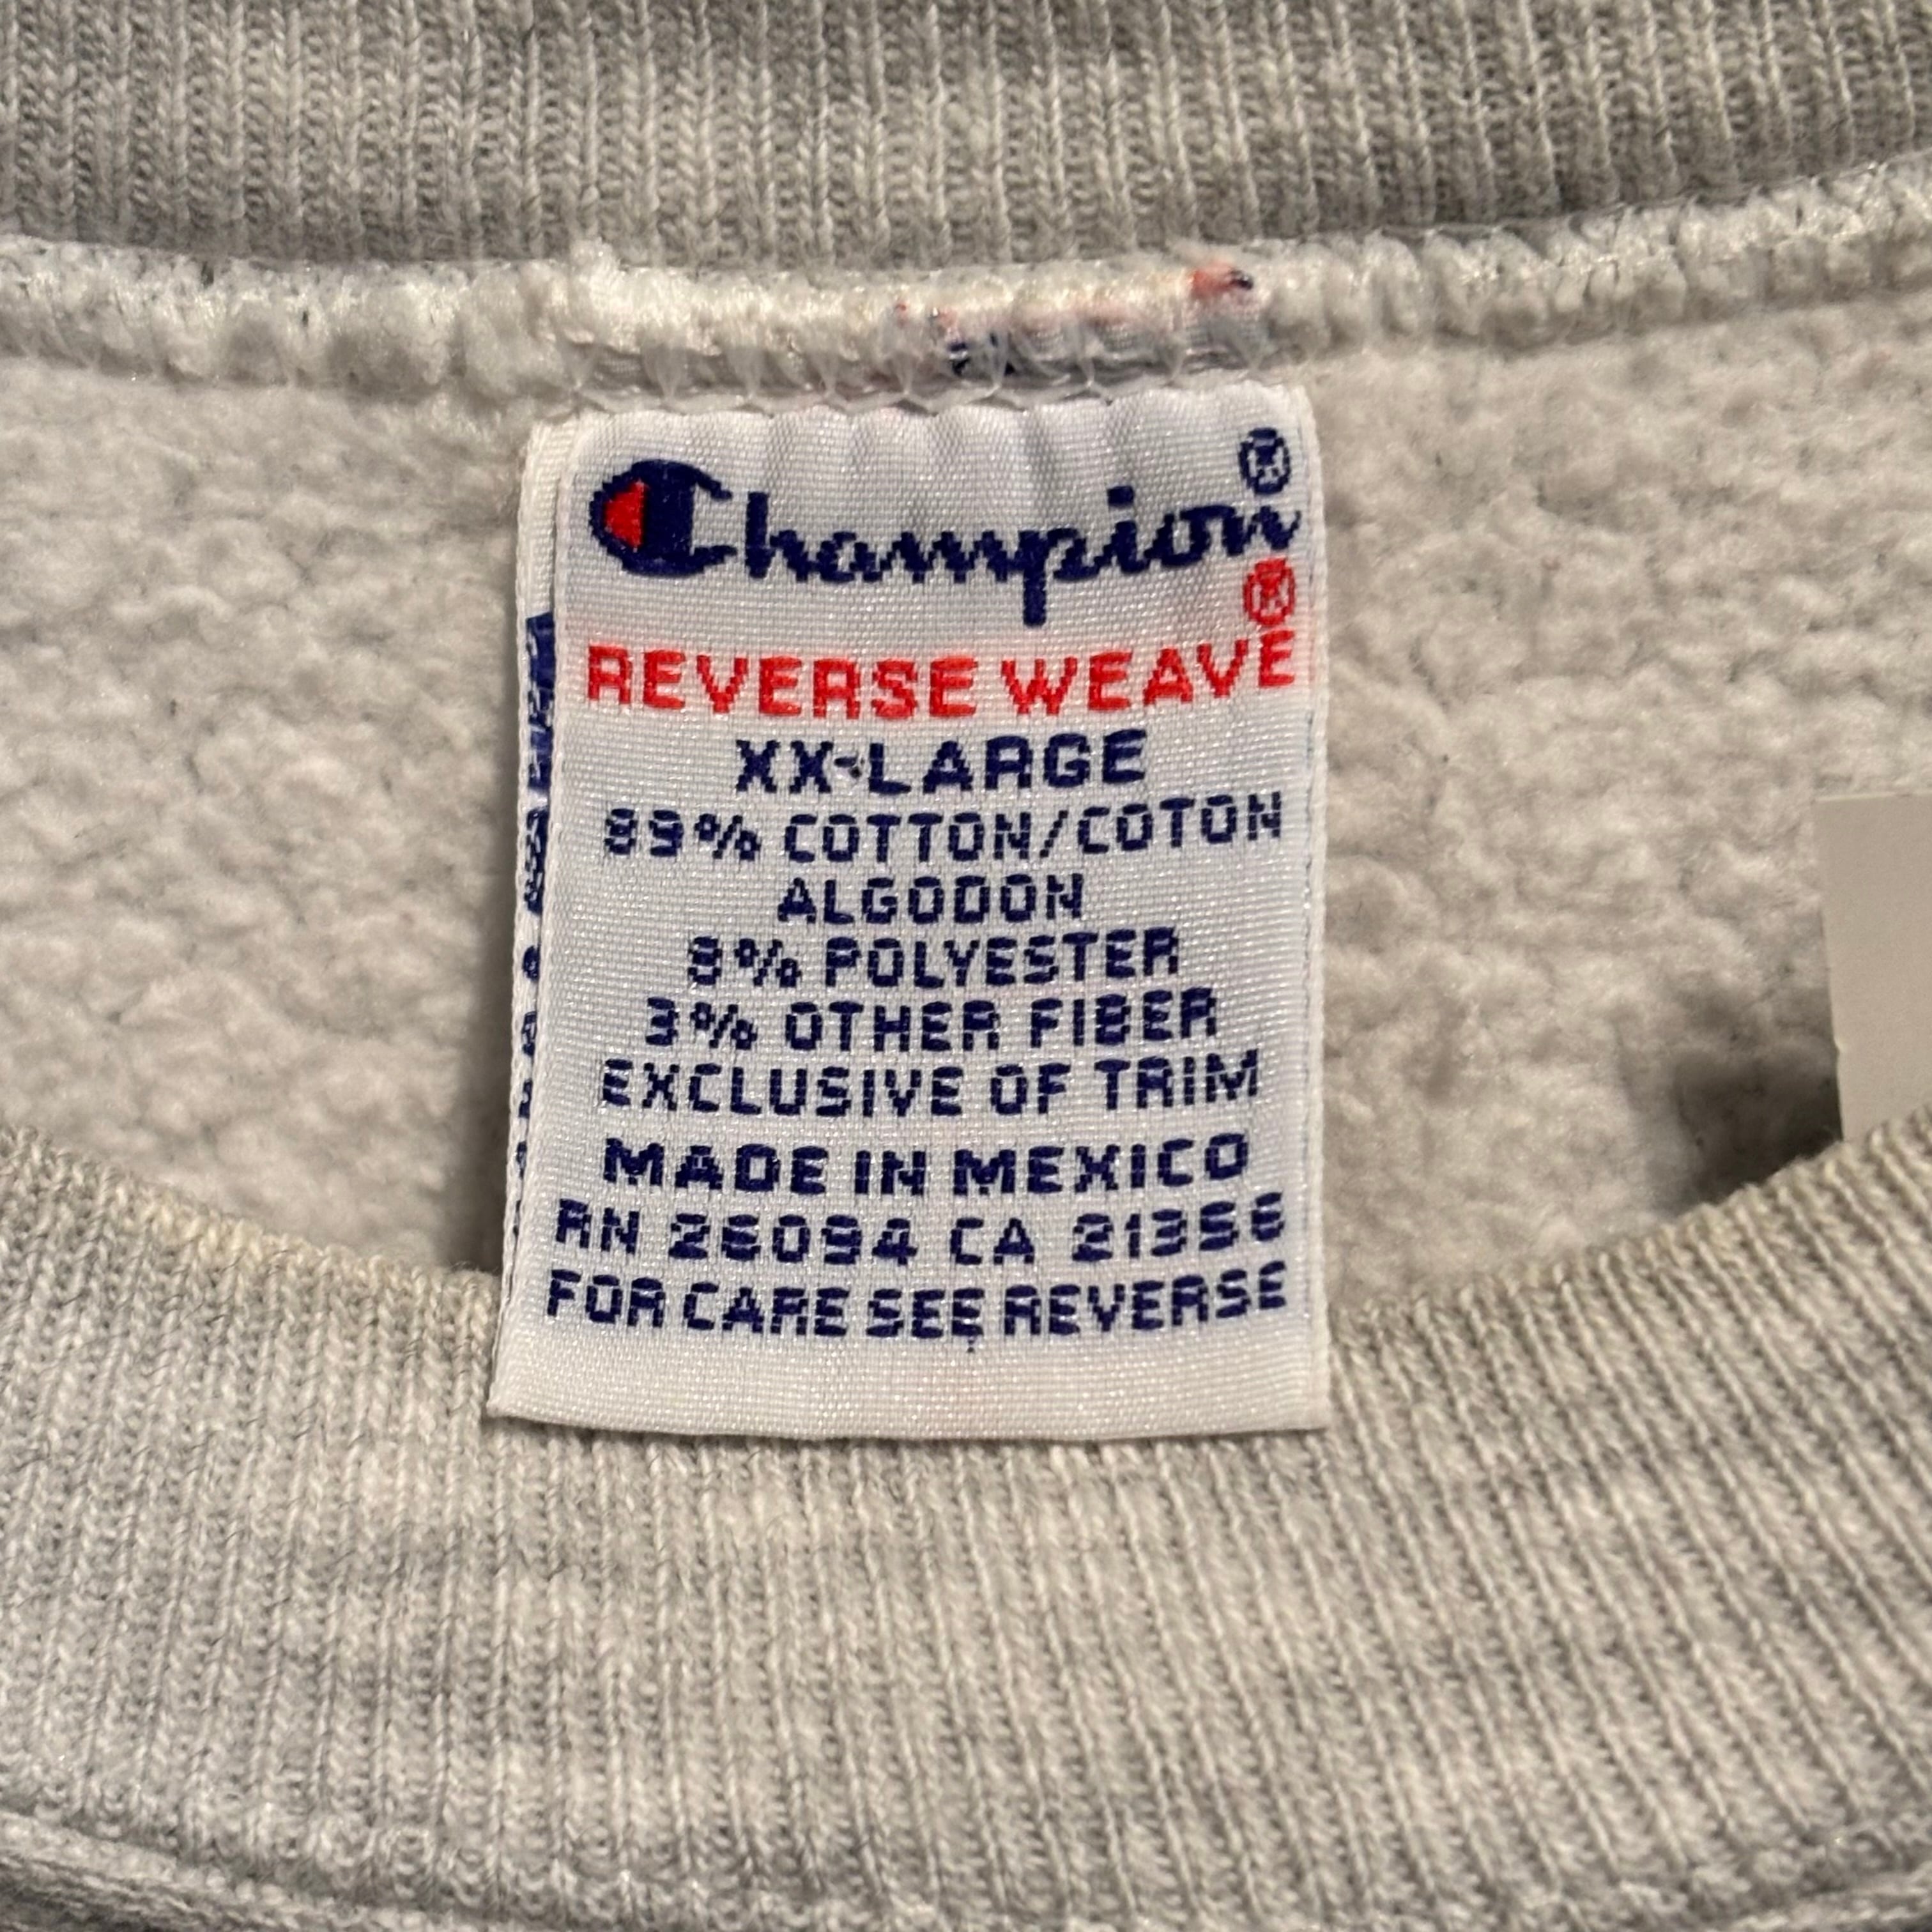 Champion®
REVERSE WEAVE®
XX-LARGE
89% COTTON/COTON
ALGODON
8% POLYESTER
3% OTHER FIBER
EXCLUSIVE OF TRIM
MADE IN MEXICO
RN 26094 CA 21356
FOR CARE SEE REVERSE